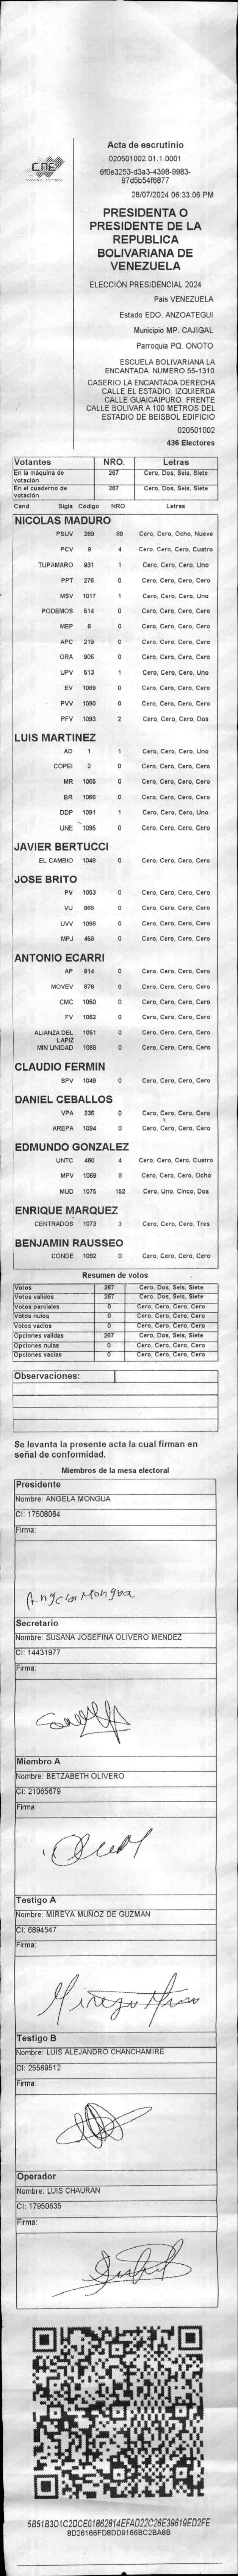 CNE
Acta de escrutinio
020501002.01.1.0001
6f0e3253-d3a3-4398-9983-
97d5b54f6877
28/07/2024 06:33:06 PM
PRESIDENTA O
PRESIDENTE DE LA
REPUBLICA
BOLIVARIANA DE
VENEZUELA
ELECCIÓN PRESIDENCIAL 2024
Pais VENEZUELA
Estado EDO. ANZOATEGUI
Municipio MP. CAJIGAL
Parroquia PQ. ONOTO
ESCUELA BOLIVARIANA LA
ENCANTADA NUMERO 55-1310
CASERIO LA ENCANTADA DERECHA
CALLE EL ESTADIO. IZQUIERDA
CALLE GUAICAIPURO. FRENTE
CALLE BOLIVAR A 100 METROS DEL
ESTADIO DE BEISBOL EDIFICIO
020501002
436 Electores
Votantes NRO. Letras
En la maquina de votación 267 Cero, Dos, Seis, Siete
En el cuaderno de votación 267 Cero, Dos, Seis, Siete
Cand. Sigla Código NRO. Letras
NICOLAS MADURO
PSUV 269 89 Cero, Cero, Ocho, Nueve
PCV 9 4 Cero, Cero, Cero, Cuatro
TUPAMARO 931 1 Cero, Cero, Cero, Uno
PPT 276 0 Cero, Cero, Cero, Cero
MSV 1017 1 Cero, Cero, Cero, Uno
PODEMOS 514 0 Cero, Cero, Cero, Cero
MEP 6 0 Cero, Cero, Cero, Cero
APC 219 0 Cero, Cero, Cero, Cero
ORA 906 0 Cero, Cero, Cero, Cero
UPV 513 1 Cero, Cero, Cero, Uno
EV 1089 0 Cero, Cero, Cero, Cero
PVV 1090 0 Cero, Cero, Cero, Cero
PFV 1093 2 Cero, Cero, Cero, Dos
LUIS MARTINEZ
AD 1 1 Cero, Cero, Cero, Uno
COPEI 2 0 Cero, Cero, Cero, Cero
MR 1065 0 Cero, Cero, Cero, Cero
BR 1066 0 Cero, Cero, Cero, Cero
DDP 1091 1 Cero, Cero, Cero, Uno
UNE 1095 0 Cero, Cero, Cero, Cero
JAVIER BERTUCCI
EL CAMBIO 1048 0 Cero, Cero, Cero, Cero
JOSE BRITO
PV 1053 0 Cero, Cero, Cero, Cero
VU 868 0 Cero, Cero, Cero, Cero
UVV 1096 0 Cero, Cero, Cero, Cero
MPJ 458 0 Cero, Cero, Cero, Cero
ANTONIO ECARRI
AP 814 0 Cero, Cero, Cero, Cero
MOVEV 878 0 Cero, Cero, Cero, Cero
CMC 1050 0 Cero, Cero, Cero, Cero
FV 1062 0 Cero, Cero, Cero, Cero
ALIANZA DEL LAPIZ 1051 0 Cero, Cero, Cero, Cero
MIN UNIDAD 1069 0 Cero, Cero, Cero, Cero
CLAUDIO FERMIN
SPV 1049 0 Cero, Cero, Cero, Cero
DANIEL CEBALLOS
VPA 236 0 Cero, Cero, Cero, Cero
AREPA 1094 0 Cero, Cero, Cero, Cero
EDMUNDO GONZALEZ
UNTC 460 4 Cero, Cero, Cero, Cuatro
MPV 1069 8 Cero, Cero, Cero, Ocho
MUD 1075 152 Cero, Uno, Cinco, Dos
ENRIQUE MARQUEZ
CENTRADOS 1073 3 Cero, Cero, Cero, Tres
BENJAMIN RAUSSEO
CONDE 1092 0 Cero, Cero, Cero, Cero
Resumen de votos
Votos 267 Cero, Dos, Seis, Siete
Votos validos 267 Cero, Dos, Seis, Siete
Votos parciales 0 Cero, Cero, Cero, Cero
Votos nulos 0 Cero, Cero, Cero, Cero
Votos vacios 0 Cero, Cero, Cero, Cero
Opciones validas 267 Cero, Dos, Seis, Siete
Opciones nulas 0 Cero, Cero, Cero, Cero
Opciones vacias 0 Cero, Cero, Cero, Cero
Observaciones:
Se levanta la presente acta la cual firman en
señal de conformidad.
Miembros de la mesa electoral
Presidente
Nombre: ANGELA MONGUA
CI: 17508064
Firma:
Angela Mongua
Secretario
Nombre: SUSANA JOSEFINA OLIVERO MENDEZ
CI: 14431977
Firma:
Miembro A
Nombre: BETZABETH OLIVERO
CI: 21065679
Firma:
Testigo A
Nombre: MIREYA MUÑOZ DE GUZMAN
CI: 6894547
Firma:
Testigo B
Nombre: LUIS ALEJANDRO CHANCHAMIRE
CI: 25569512
Firma:
Operador
Nombre: LUIS CHAURAN
CI: 17950635
Firma:
5B51B3D1C2DCE01862814EFAD22C26E39619ED2FE
8D26166FD8DD9166BC2BA8B